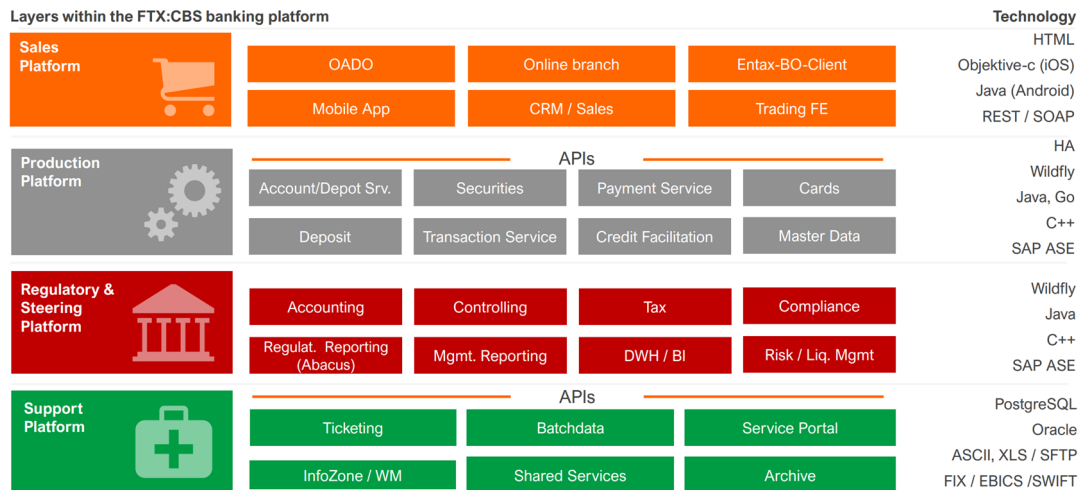 Layers within the FTX:CBS banking platform
Technology
Sales
Platform
OADO
Online branch
Entax-BO-Client
Mobile App
CRM / Sales
Trading FE
HTML
Objektive-c (iOS)
Java (Android)
REST / SOAP
Production
Platform
APIs
Account/Depot Srv.
Securities
Payment Service
Cards
Deposit
Transaction Service
Credit Facilitation
Master Data
HA
Wildfly
Java, Go
C++
SAP ASE
Regulatory &
Steering
Platform
Accounting
Controlling
Tax
Compliance
Regulat. Reporting
(Abacus)
Mgmt. Reporting
DWH / BI
Risk / Liq. Mgmt
Wildfly
Java
C++
SAP ASE
Support
Platform
APIs
Ticketing
Batchdata
Service Portal
InfoZone / WM
Shared Services
Archive
PostgreSQL
Oracle
ASCII, XLS / SFTP
FIX / EBICS /SWIFT